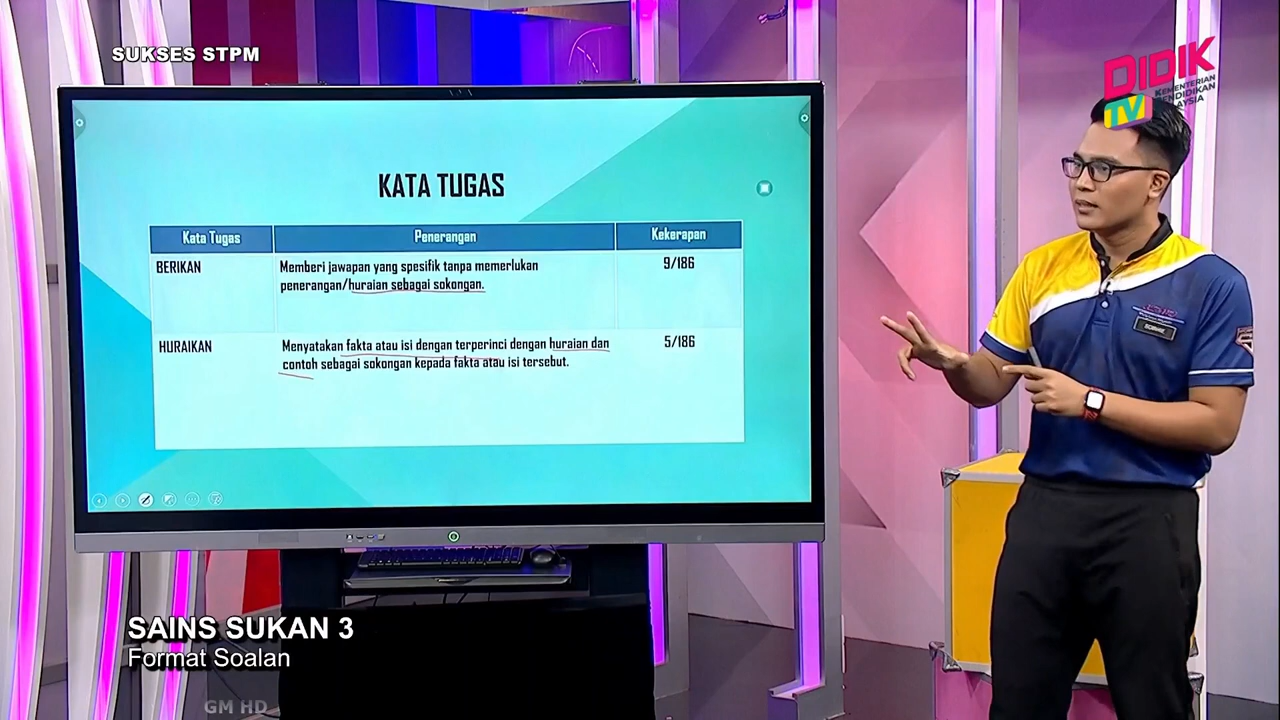 SUKSES STPM
DIDIK
TV
KEMENTERIAN
PENDIDIKAN
MALAYSIA
KATA TUGAS
Kata Tugas Penerangan Kekerapan
BERIKAN Memberi jawapan yang spesifik tanpa memerlukan 9/186
penerangan/huraian sebagai sokongan.
HURAIKAN Menyatakan fakta atau isi dengan terperinci dengan huraian dan 5/186
contoh sebagai sokongan kepada fakta atau isi tersebut.
SAINS SUKAN 3
Format Soalan
GM HD